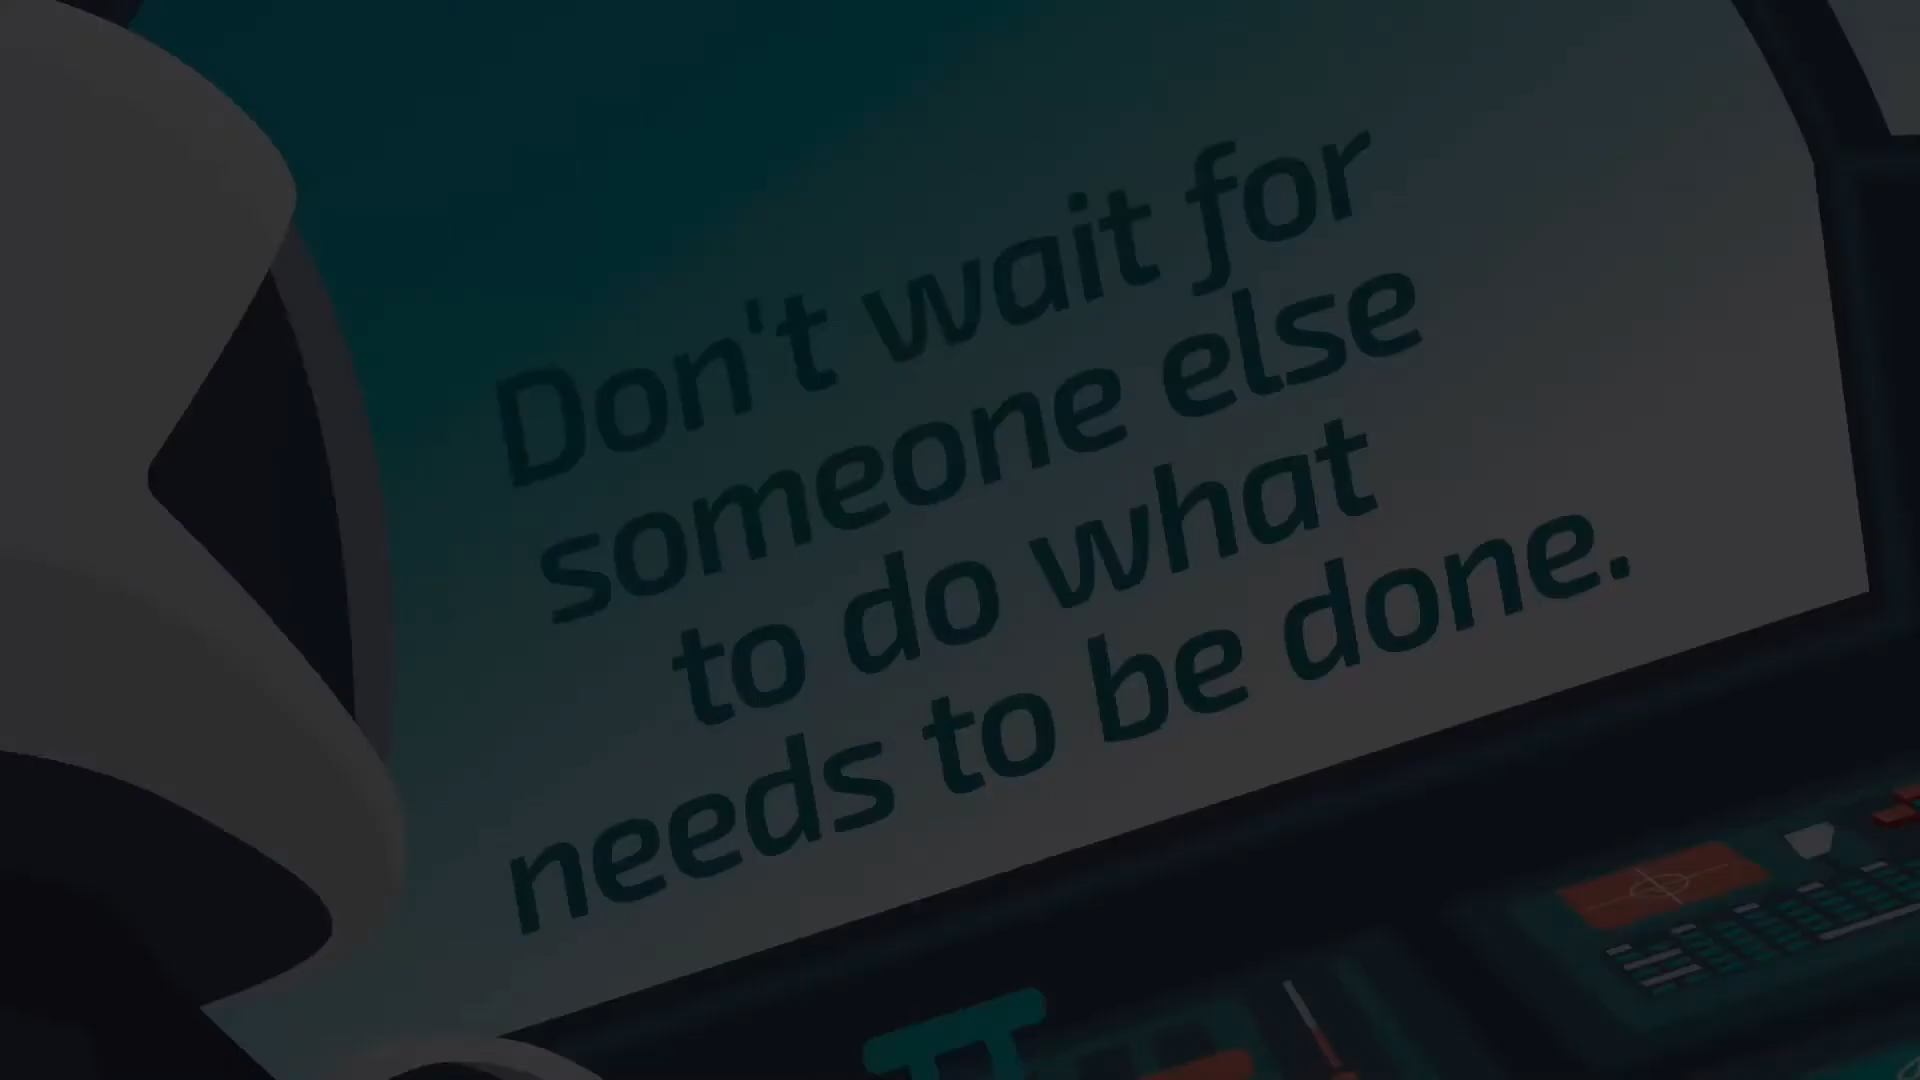 Don't wait for
someone else
to do what
needs to be done.